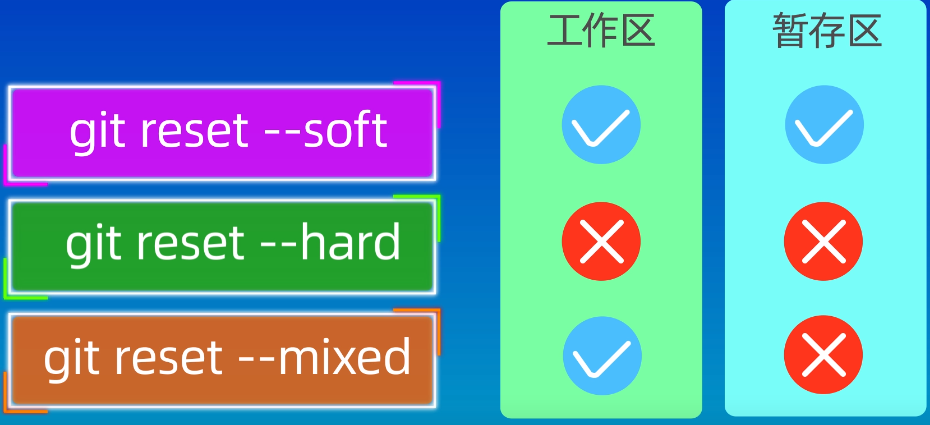 工作区
暂存区
git reset --soft
git reset --hard
git reset --mixed